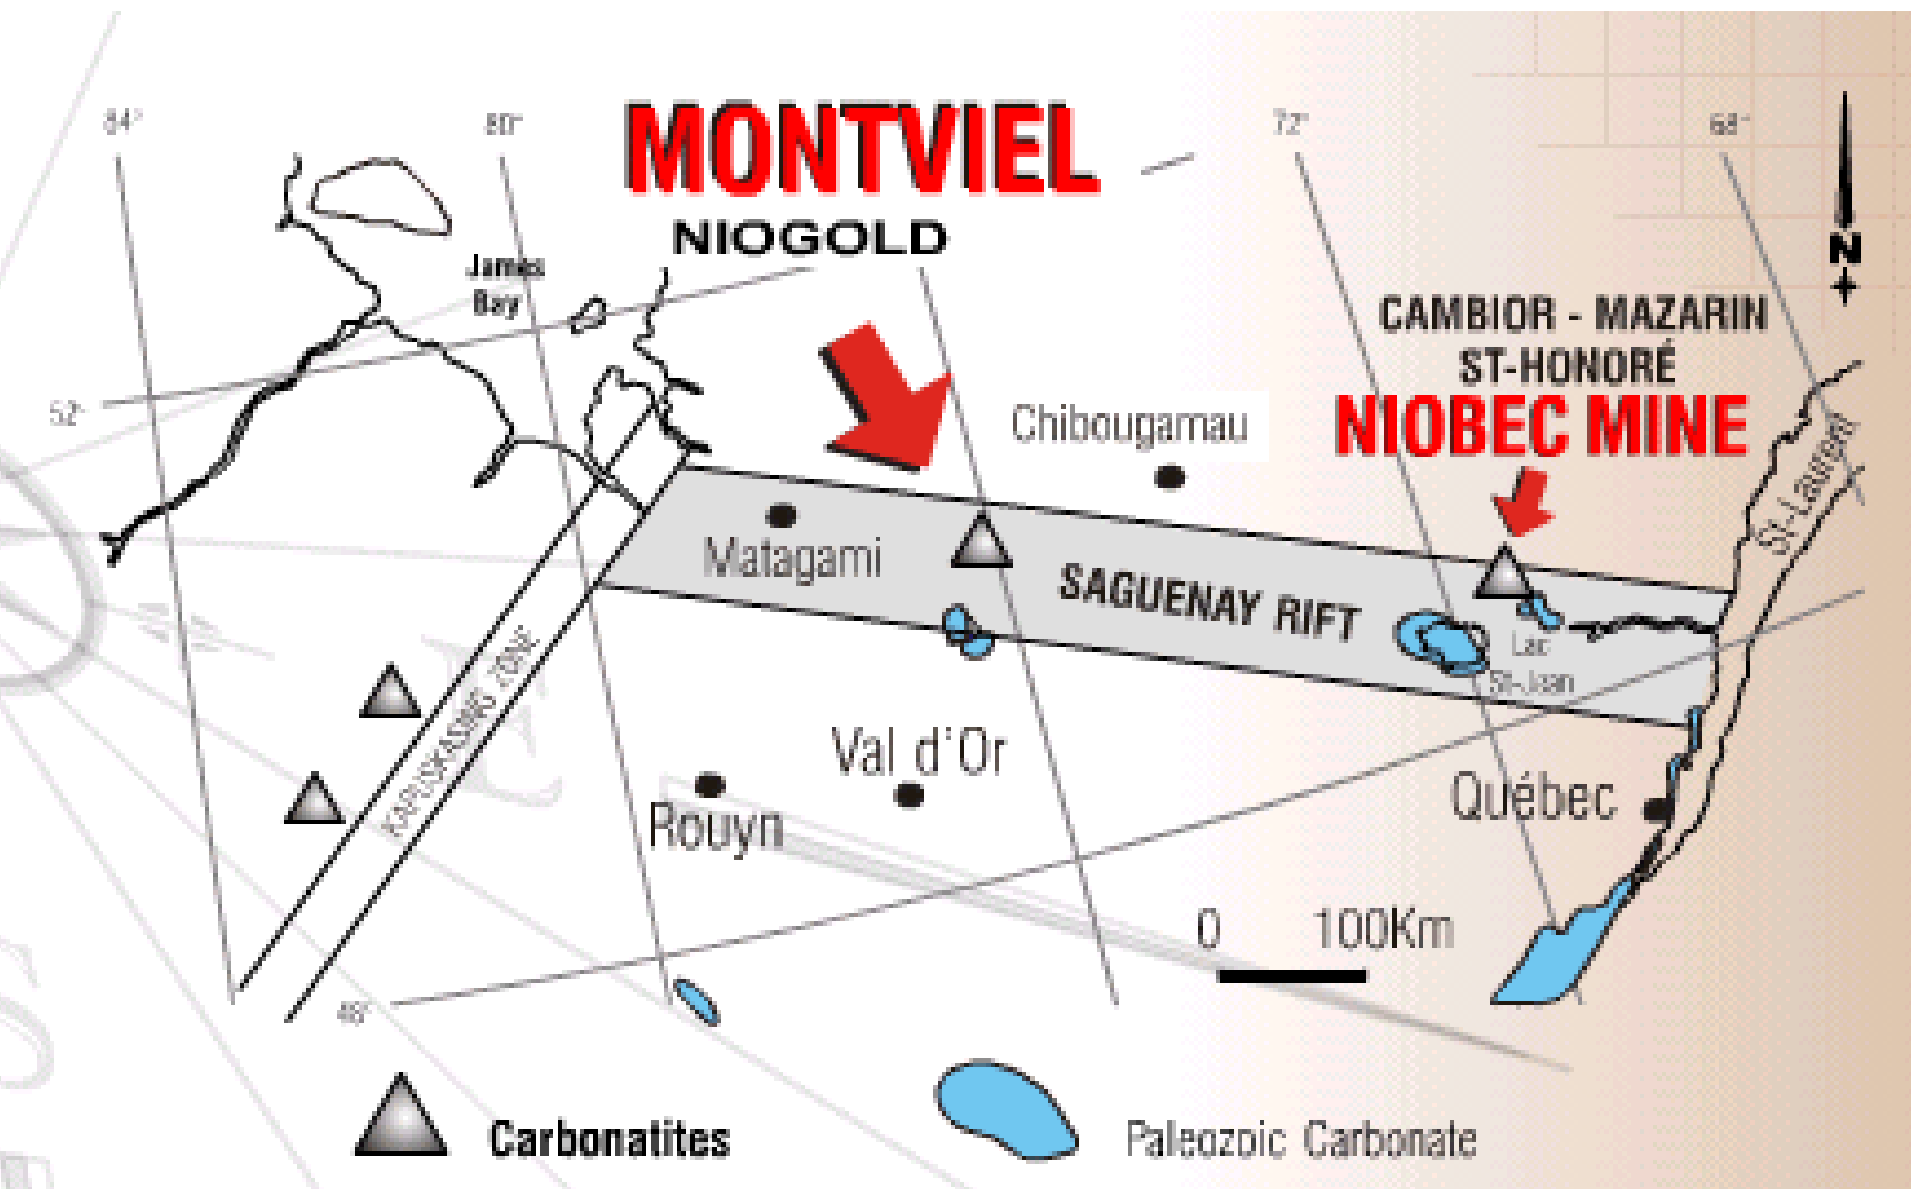 84°
80°
MONTVIEL
72°
68°
NIOGOLD
N
James
Bay
CAMBIOR - MAZARIN
ST-HONORÉ
NIOBEC MINE
52°
Chibougamau
St-Laurent
Matagami
SAGUENAY RIFT
Lac
St-Jean
KAPUSKASING ZONE
Val d'Or
Rouyn
Québec
0 100Km
48°
Carbonatites
Paleozoic Carbonate